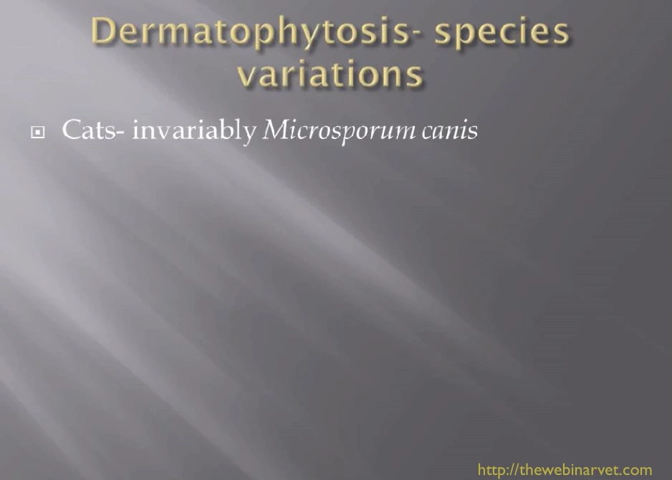 Dermatophytosis- species
variations
Cats- invariably Microsporum canis
http://thewebinarvet.com